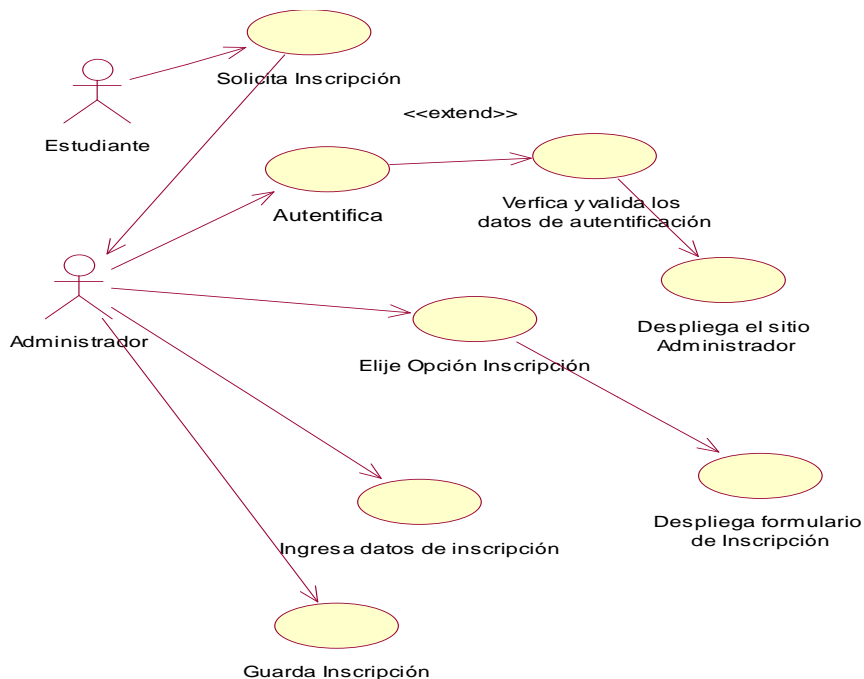 Solicita Inscripción
Estudiante
<<extend>>
Autentifica
Verfica y valida los
datos de autentificación
Administrador
Despliega el sitio
Administrador
Elije Opción Inscripción
Despliega formulario
de Inscripción
Ingresa datos de inscripción
Guarda Inscripción